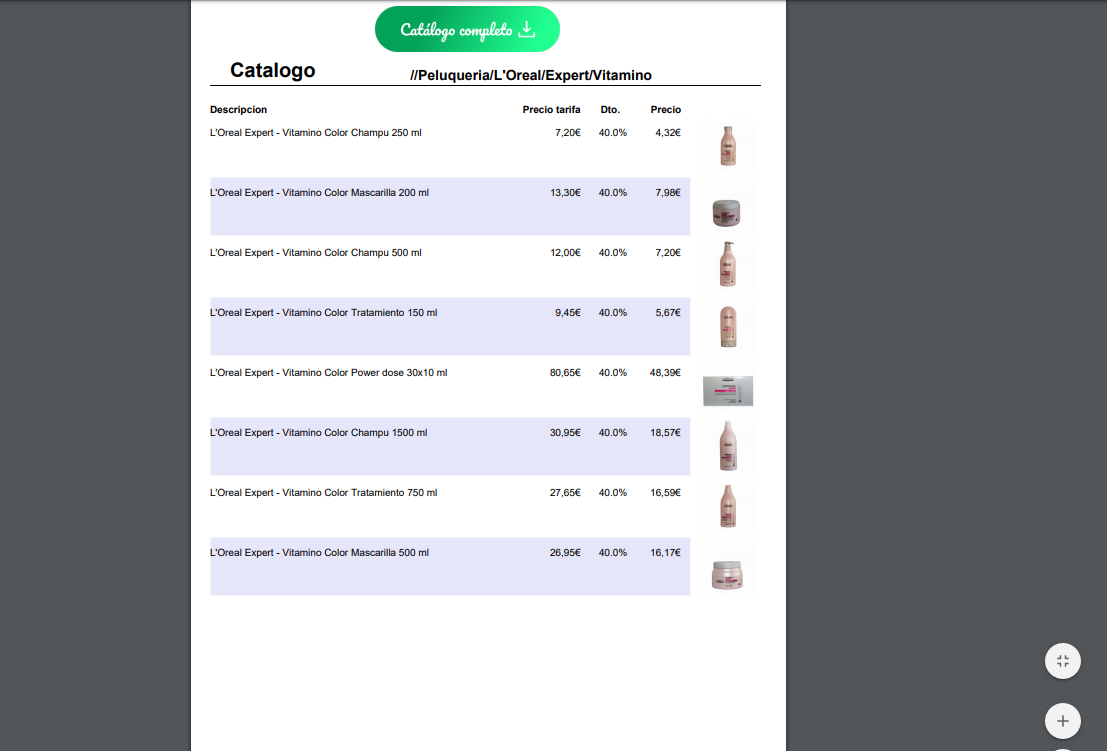 Catálogo completo
Catalogo
//Peluqueria/L'Oreal/Expert/Vitamino
Descripcion Precio tarifa Dto. Precio
L'Oreal Expert - Vitamino Color Champu 250 ml 7,20€ 40.0% 4,32€
L'Oreal Expert - Vitamino Color Mascarilla 200 ml 13,30€ 40.0% 7,98€
L'Oreal Expert - Vitamino Color Champu 500 ml 12,00€ 40.0% 7,20€
L'Oreal Expert - Vitamino Color Tratamiento 150 ml 9,45€ 40.0% 5,67€
L'Oreal Expert - Vitamino Color Power dose 30x10 ml 80,65€ 40.0% 48,39€
L'Oreal Expert - Vitamino Color Champu 1500 ml 30,95€ 40.0% 18,57€
L'Oreal Expert - Vitamino Color Tratamiento 750 ml 27,65€ 40.0% 16,59€
L'Oreal Expert - Vitamino Color Mascarilla 500 ml 26,95€ 40.0% 16,17€